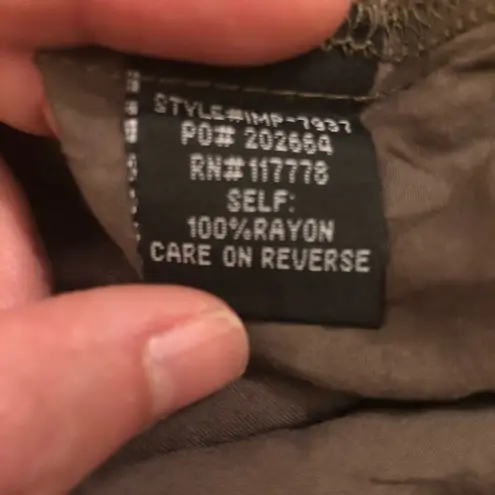 STYLE#IMP-7937
PO# 202664
RN#117778
SELF:
100%RAYON
CARE ON REVERSE